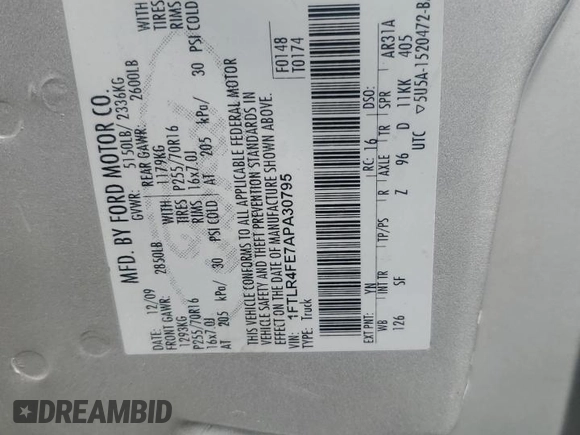 MFD. BY FORD MOTOR CO.
DATE: 12/09 GVWR: 5150LB/ 2336KG
FRONT GAWR: 2850LB REAR GAWR: 2600LB
1293KG WITH 1179KG WITH
P255/70R16 TIRES P255/70R16 TIRES
16x7.0J RIMS 16x7.0J RIMS
AT 205 kPa/ 30 PSI COLD AT 205 kPa/ 30 PSI COLD
THIS VEHICLE CONFORMS TO ALL APPLICABLE FEDERAL MOTOR
VEHICLE SAFETY AND THEFT PREVENTION STANDARDS IN
EFFECT ON THE DATE OF MANUFACTURE SHOWN ABOVE.
VIN: 1FTLR4FE7APA30795 F0148
TYPE: Truck T0174
EXT PNT: YN RC: 16 DSO:
WB INT TR TP/PS R AXLE TR SPR AR31A
126 SF Z 96 D 11KK 405
UTC ▽5U5A-1520472-B
DREAMBID